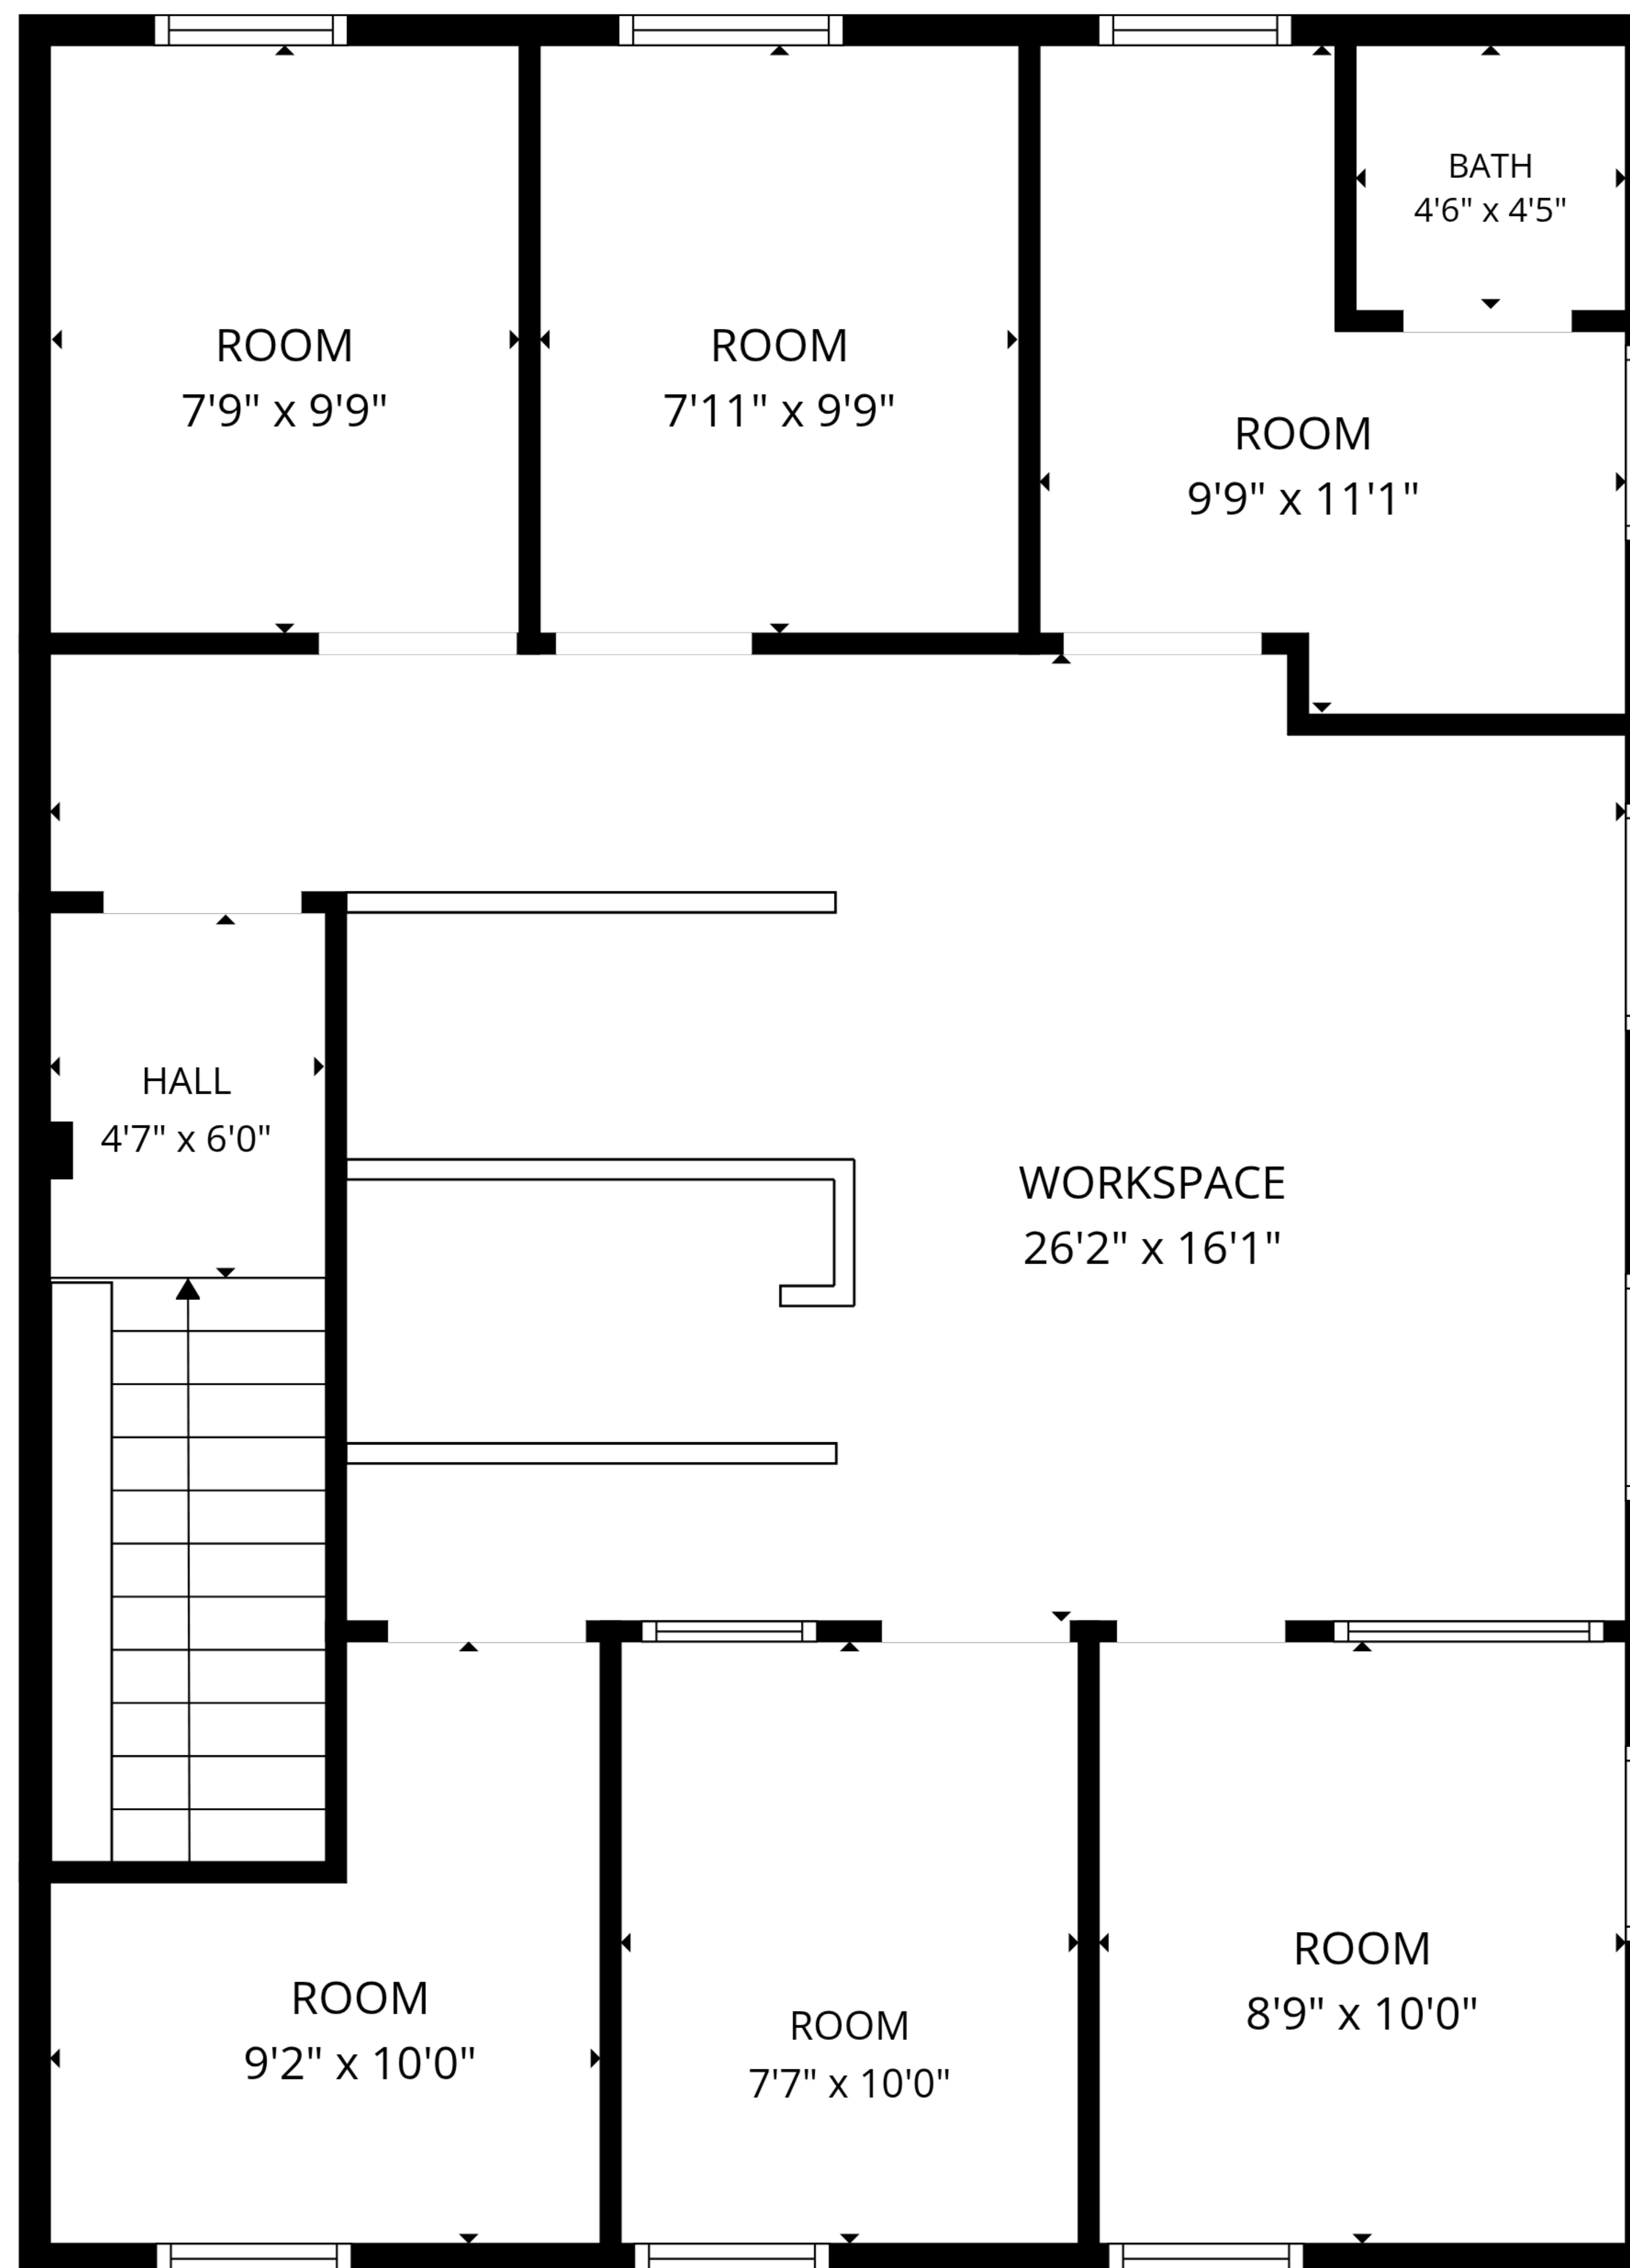 BATH
4'6" x 4'5"
ROOM
7'9" x 9'9"
ROOM
7'11" x 9'9"
ROOM
9'9" x 11'1"
HALL
4'7" x 6'0"
WORKSPACE
26'2" x 16'1"
ROOM
9'2" x 10'0"
ROOM
7'7" x 10'0"
ROOM
8'9" x 10'0"